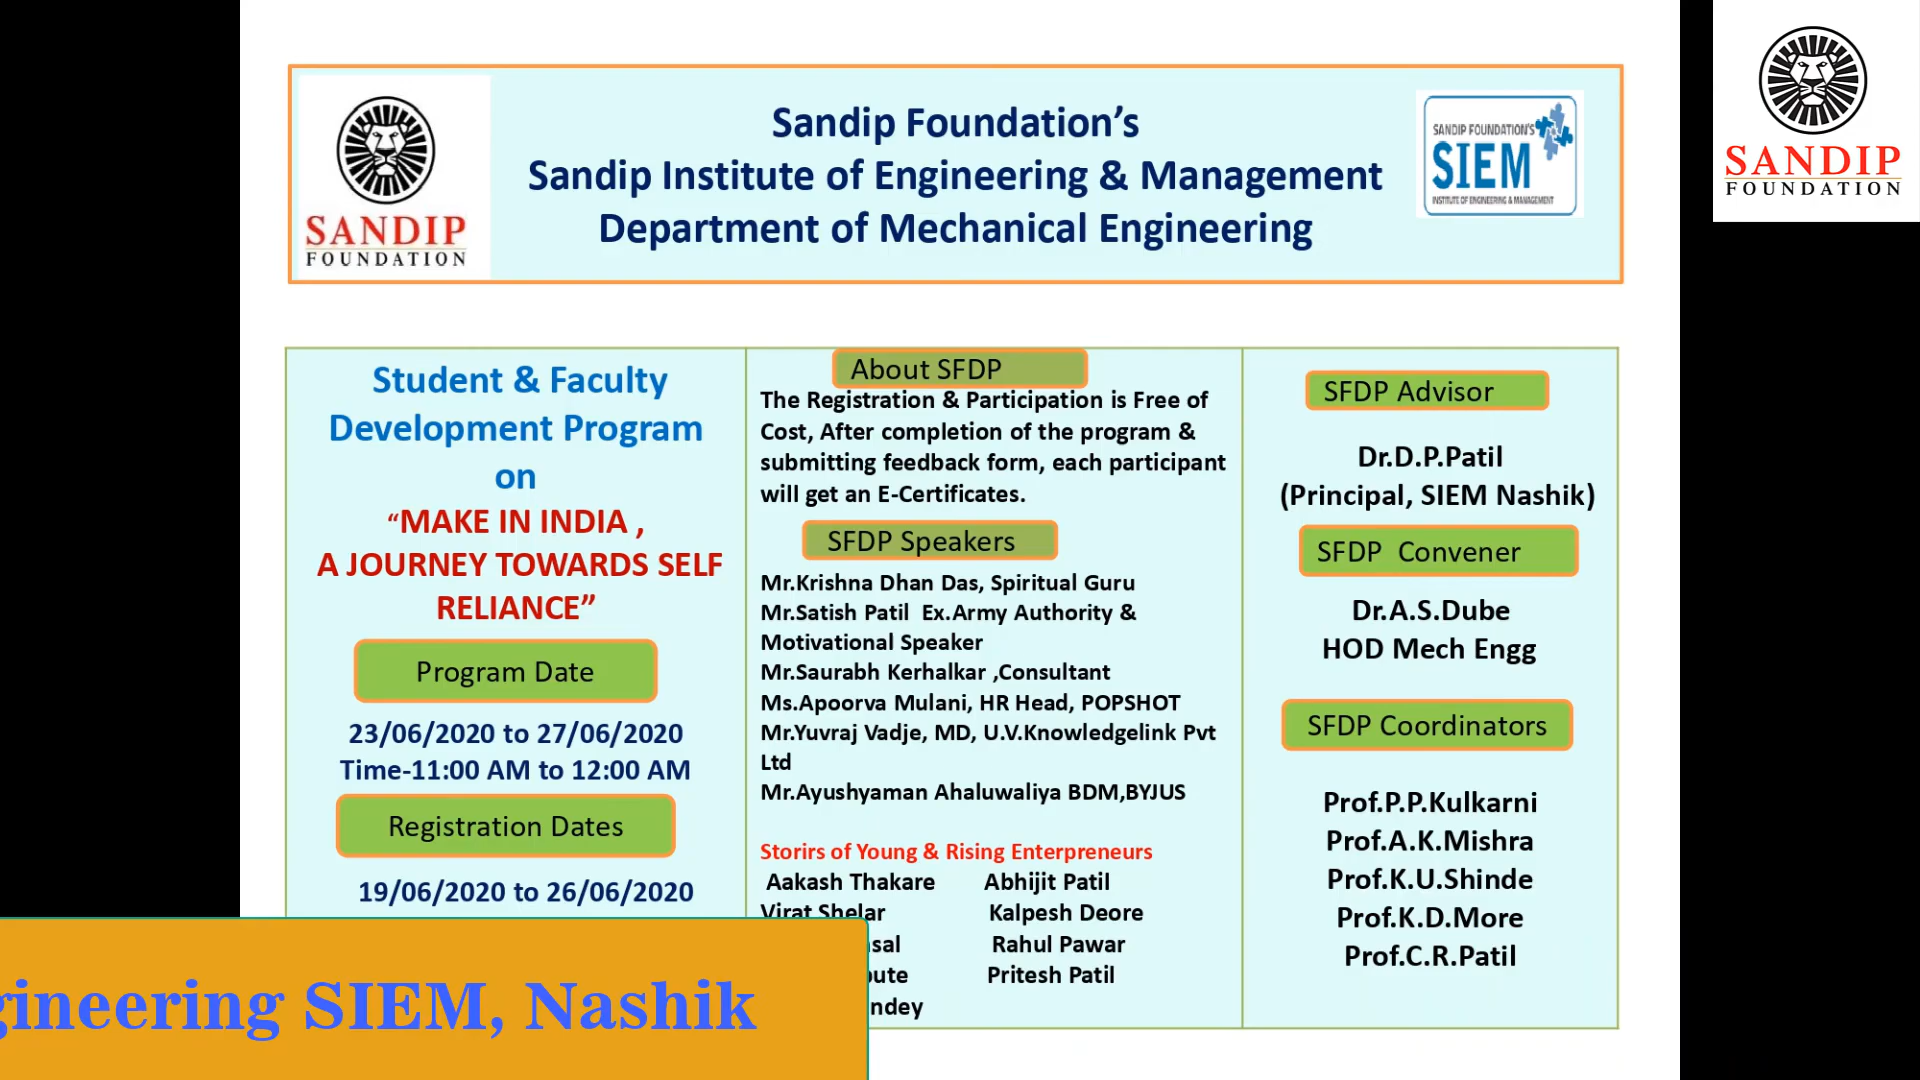 Sandip Foundation’s
Sandip Institute of Engineering & Management
Department of Mechanical Engineering
SANDIP
FOUNDATION
SANDIP FOUNDATION'S
SIEM
INSTITUTE OF ENGINEERING & MANAGEMENT
SANDIP
FOUNDATION
Student & Faculty
Development Program
on
“MAKE IN INDIA ,
A JOURNEY TOWARDS SELF
RELIANCE”
Program Date
23/06/2020 to 27/06/2020
Time-11:00 AM to 12:00 AM
Registration Dates
19/06/2020 to 26/06/2020
About SFDP
The Registration & Participation is Free of
Cost, After completion of the program &
submitting feedback form, each participant
will get an E-Certificates.
SFDP Speakers
Mr.Krishna Dhan Das, Spiritual Guru
Mr.Satish Patil Ex.Army Authority &
Motivational Speaker
Mr.Saurabh Kerhalkar ,Consultant
Ms.Apoorva Mulani, HR Head, POPSHOT
Mr.Yuvraj Vadje, MD, U.V.Knowledgelink Pvt
Ltd
Mr.Ayushyaman Ahaluwaliya BDM,BYJUS
Storirs of Young & Rising Enterpreneurs
Aakash Thakare Abhijit Patil
Virat Shelar Kalpesh Deore
Rahul Pawar
Pritesh Patil
SFDP Advisor
Dr.D.P.Patil
(Principal, SIEM Nashik)
SFDP Convener
Dr.A.S.Dube
HOD Mech Engg
SFDP Coordinators
Prof.P.P.Kulkarni
Prof.A.K.Mishra
Prof.K.U.Shinde
Prof.K.D.More
Prof.C.R.Patil
SIEM, Nashik